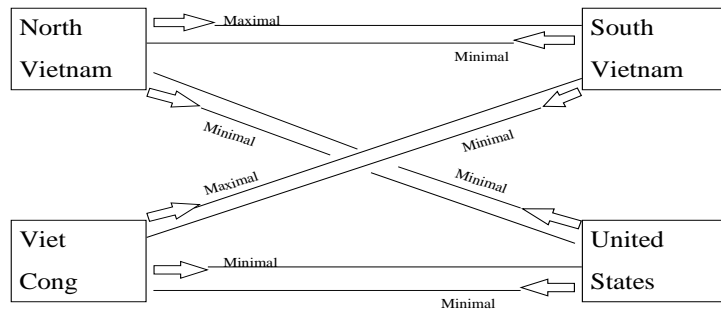 North
Vietnam
Maximal
Minimal
South
Vietnam
Minimal
Minimal
Maximal
Minimal
Viet
Cong
Minimal
Minimal
United
States